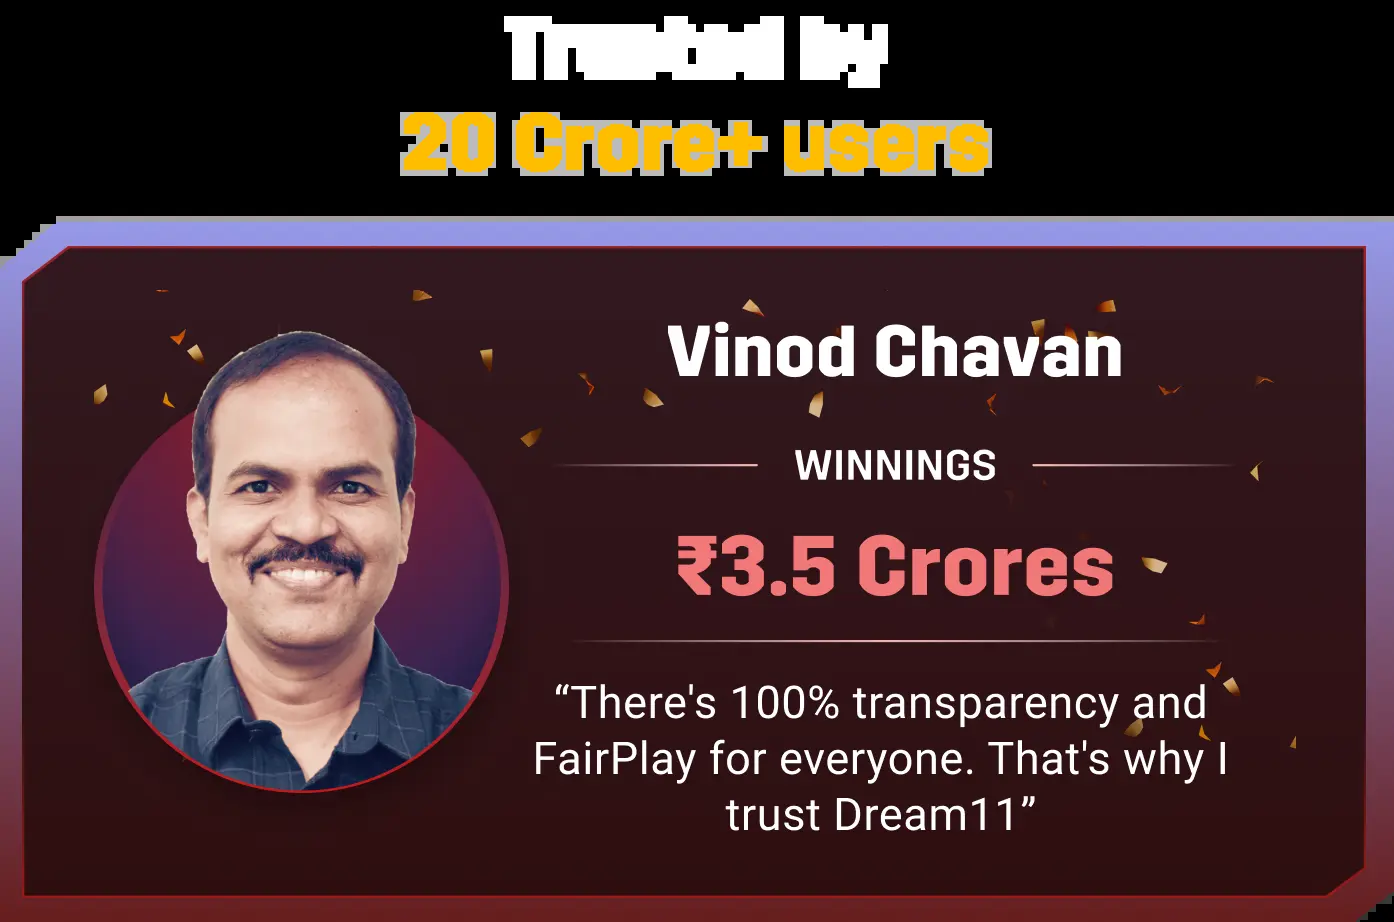 Trusted by
20 Crore+ users
Vinod Chavan
WINNINGS
₹3.5 Crores
“There's 100% transparency and
FairPlay for everyone. That's why I
trust Dream11”